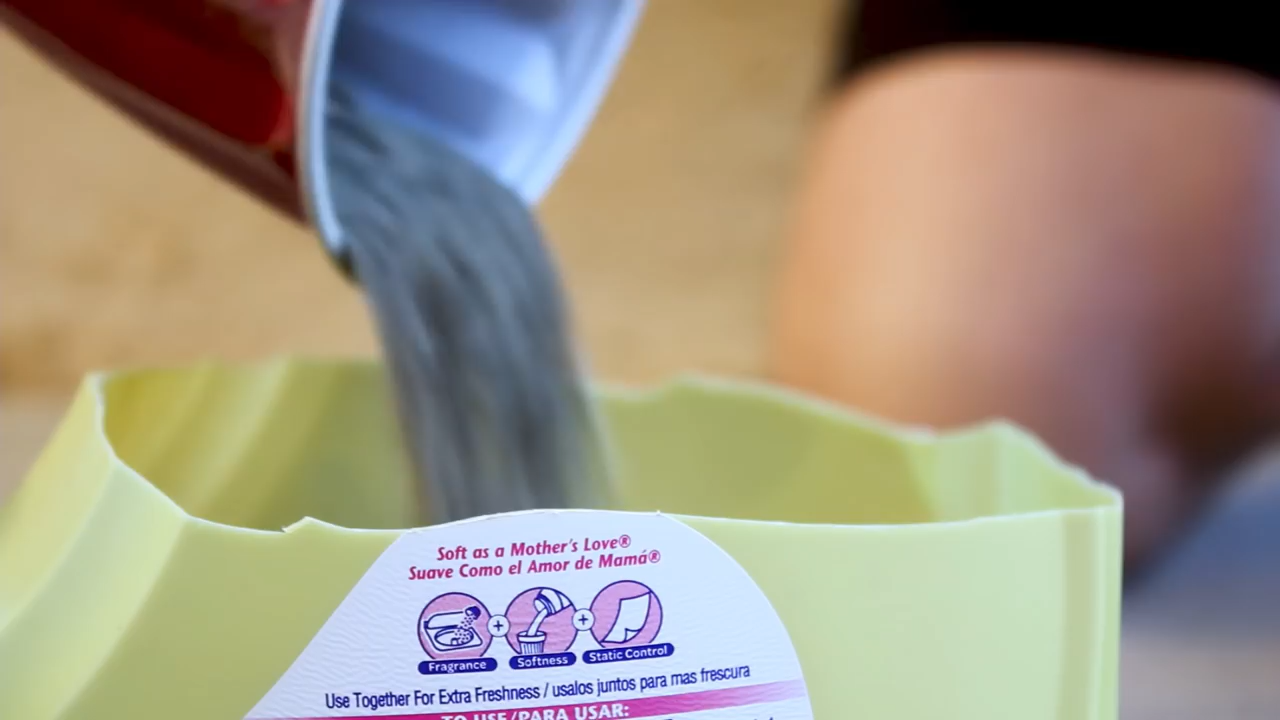 Soft as a Mother's Love®
Suave Como el Amor de Mamá®
Fragrance + Softness + Static Control
Use Together For Extra Freshness / usalos juntos para mas frescura
TO USE/PARA USAR: